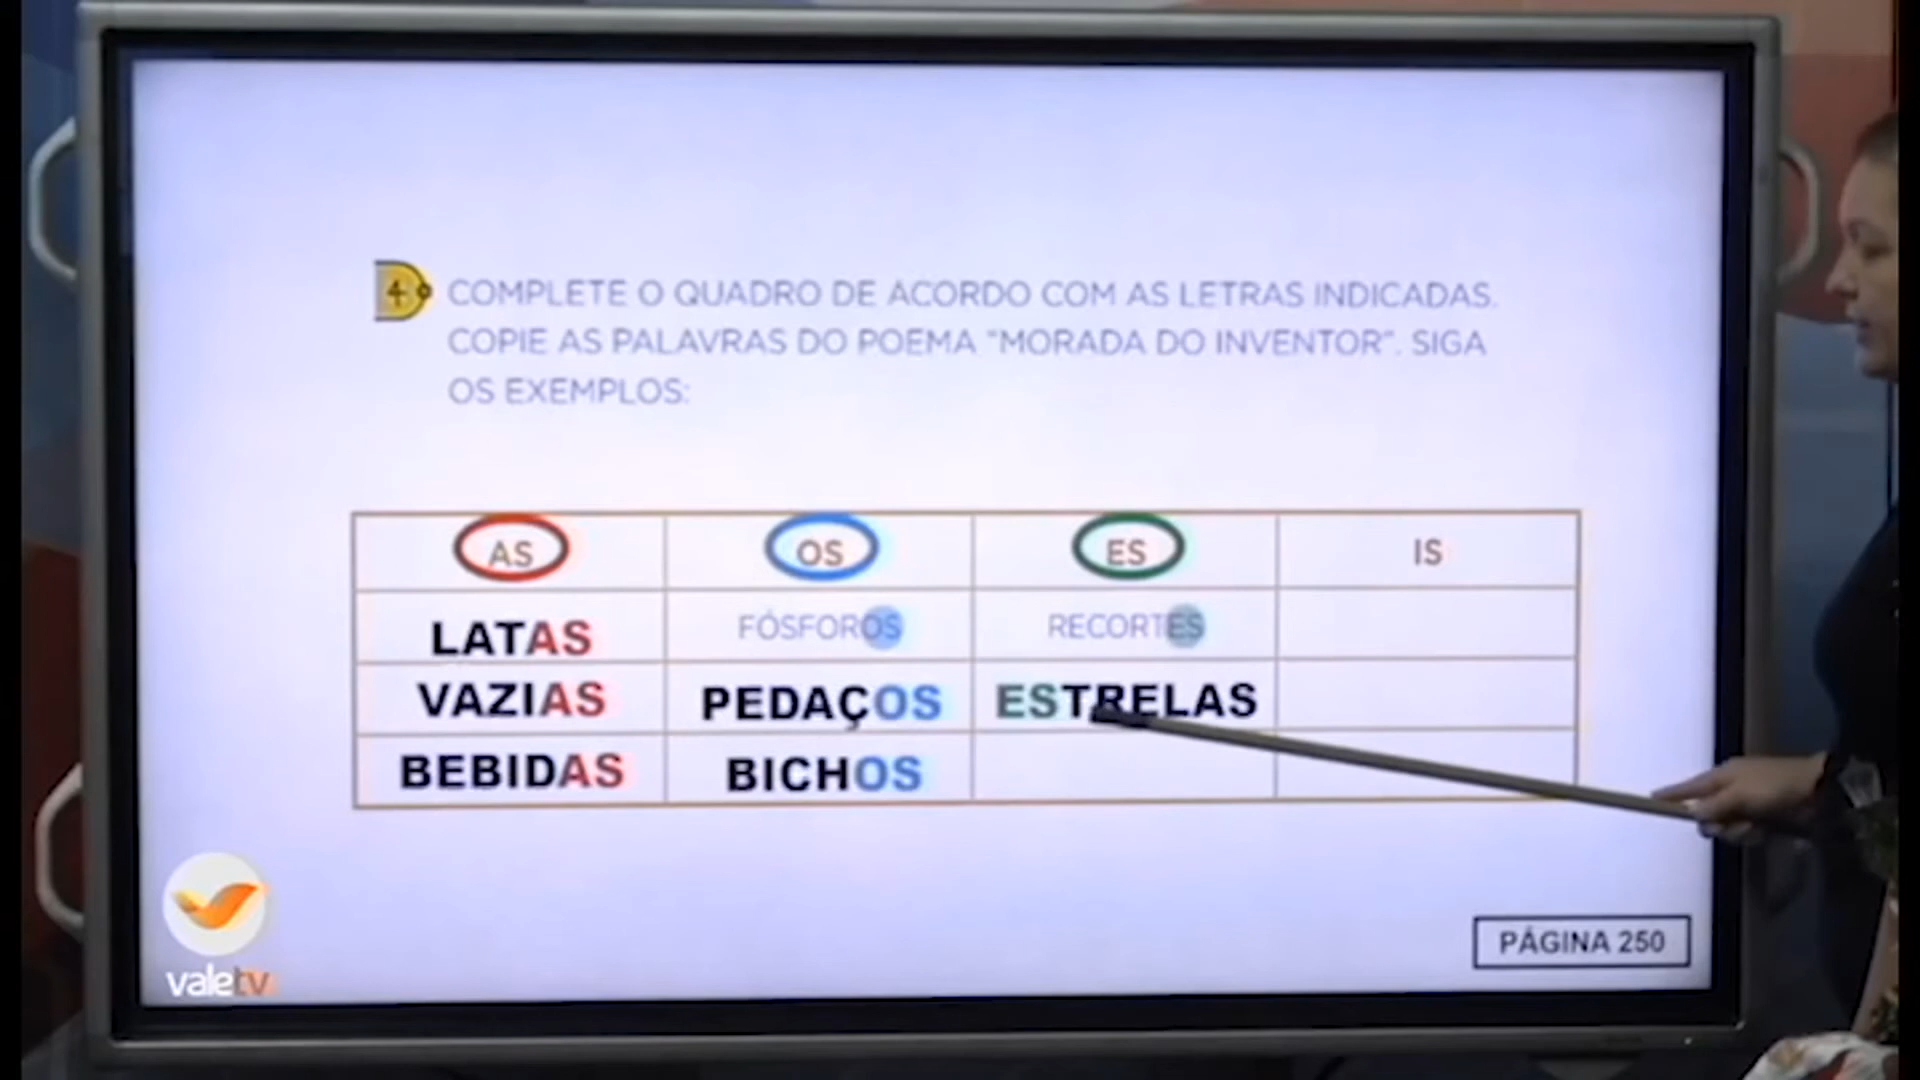 4 COMPLETE O QUADRO DE ACORDO COM AS LETRAS INDICADAS.
COPIE AS PALAVRAS DO POEMA "MORADA DO INVENTOR". SIGA
OS EXEMPLOS:
AS OS ES IS
LATAS FÓSFOROS RECORTES
VAZIAS PEDAÇOS ESTRELAS
BEBIDAS BICHOS
valetv
PÁGINA 250